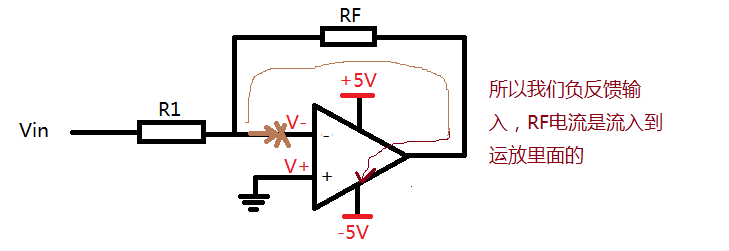 RF
+5V
R1
Vin
V-
-
V+
+
-5V
所以我们负反馈输
入，RF电流是流入到
运放里面的